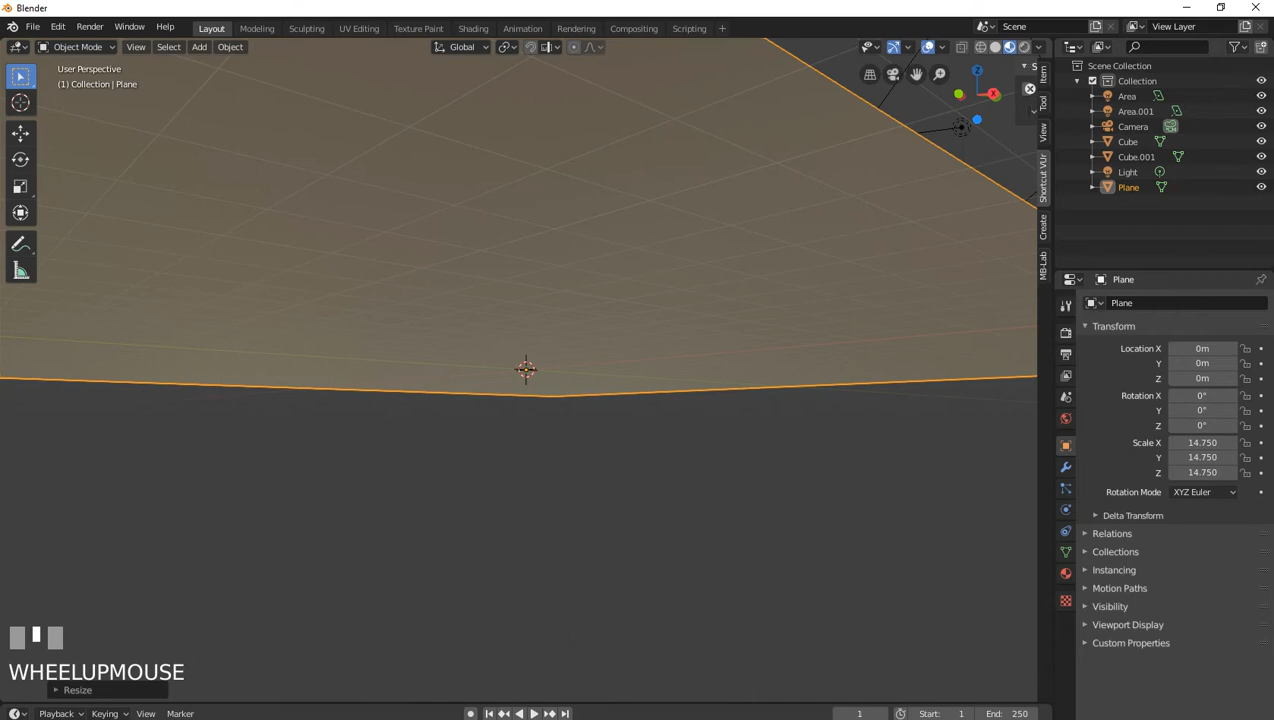 Blender
File Edit Render Window Help Layout Modeling Sculpting UV Editing Texture Paint Shading Animation Rendering Compositing Scripting + Scene View Layer
Object Mode View Select Add Object Global
User Perspective
(1) Collection | Plane
Z
X
Item
Tool
View
Shortcut VUr
Create
MB-Lab
Scene Collection
Collection
Area
Area.001
Camera
Cube
Cube.001
Light
Plane
Plane
Plane
Transform
Location X 0m
Y 0m
Z 0m
Rotation X 0°
Y 0°
Z 0°
Scale X 14.750
Y 14.750
Z 14.750
Rotation Mode XYZ Euler
Delta Transform
Relations
Collections
Instancing
Motion Paths
Visibility
Viewport Display
Custom Properties
WHEELUPMOUSE
Resize
Playback Keying View Marker 1 Start: 1 End: 250